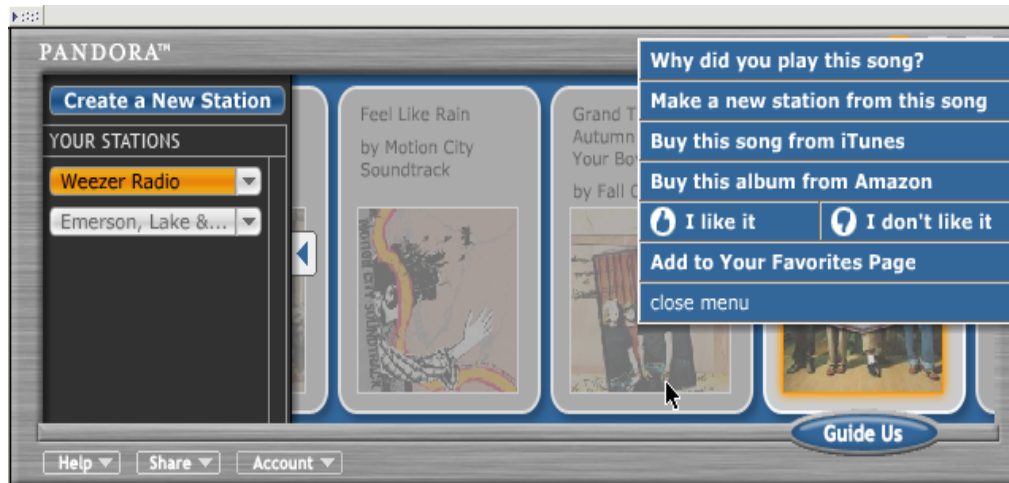 PANDORA™
Create a New Station
YOUR STATIONS
Weezer Radio
Emerson, Lake &...
Feel Like Rain
by Motion City
Soundtrack
Grand T
Autumn
Your Bo
by Fall O
MOTION CITY SOUNDTRACK
Why did you play this song?
Make a new station from this song
Buy this song from iTunes
Buy this album from Amazon
I like it
I don't like it
Add to Your Favorites Page
close menu
Guide Us
Help
Share
Account